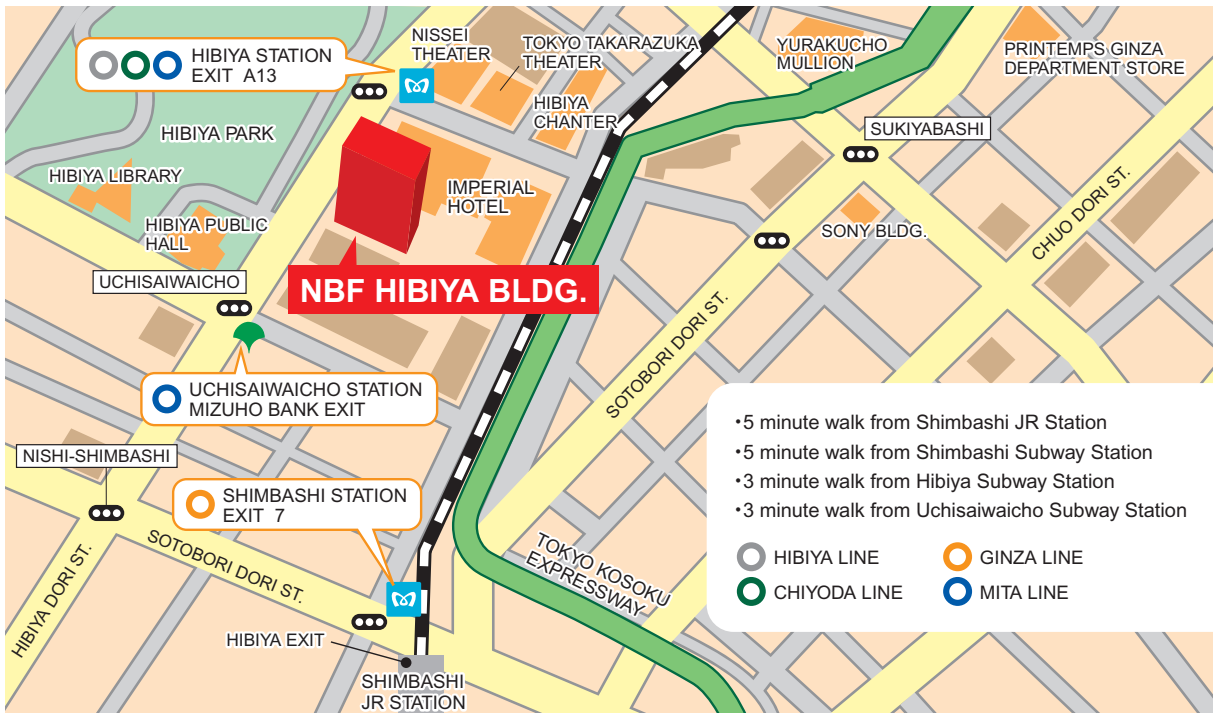 HIBIYA STATION
EXIT A13
NISSEI
THEATER
TOKYO TAKARAZUKA
THEATER
YURAKUCHO
MULLION
PRINTEMPS GINZA
DEPARTMENT STORE
HIBIYA
CHANTER
HIBIYA PARK
SUKIYABASHI
HIBIYA LIBRARY
IMPERIAL
HOTEL
HIBIYA PUBLIC
HALL
SONY BLDG.
CHUO DORI ST.
UCHISAIWAICHO
NBF HIBIYA BLDG.
SOTOBORI DORI ST.
UCHISAIWAICHO STATION
MIZUHO BANK EXIT
NISHI-SHIMBASHI
SHIMBASHI STATION
EXIT 7
HIBIYA DORI ST.
SOTOBORI DORI ST.
TOKYO KOSOKU
EXPRESSWAY
HIBIYA EXIT
SHIMBASHI
JR STATION
•5 minute walk from Shimbashi JR Station
•5 minute walk from Shimbashi Subway Station
•3 minute walk from Hibiya Subway Station
•3 minute walk from Uchisaiwaicho Subway Station
HIBIYA LINE
GINZA LINE
CHIYODA LINE
MITA LINE